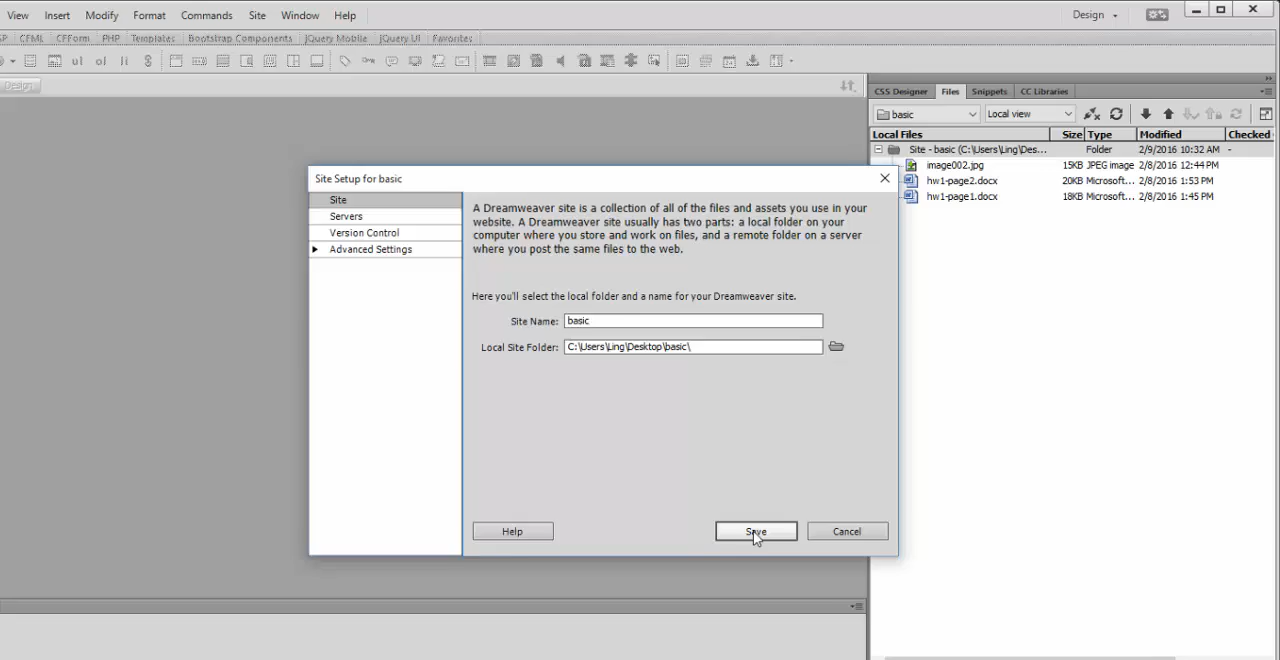 View Insert Modify Format Commands Site Window Help Design
CFML CFForm PHP Templates Bootstrap Components jQuery Mobile jQuery UI Favorites
Design
CSS Designer Files Snippets CC Libraries
basic Local view
Local Files Size Type Modified Checked
Site - basic (C:\Users\Ling\Des... Folder 2/9/2016 10:32 AM -
image002.jpg 15KB JPEG image 2/8/2016 12:44 PM
hw1-page2.docx 20KB Microsoft... 2/8/2016 1:53 PM
hw1-page1.docx 18KB Microsoft... 2/8/2016 1:45 PM
Site Setup for basic
Site
Servers
Version Control
Advanced Settings
A Dreamweaver site is a collection of all of the files and assets you use in your
website. A Dreamweaver site usually has two parts: a local folder on your
computer where you store and work on files, and a remote folder on a server
where you post the same files to the web.
Here you'll select the local folder and a name for your Dreamweaver site.
Site Name: basic
Local Site Folder: C:\Users\Ling\Desktop\basic\
Help Save Cancel